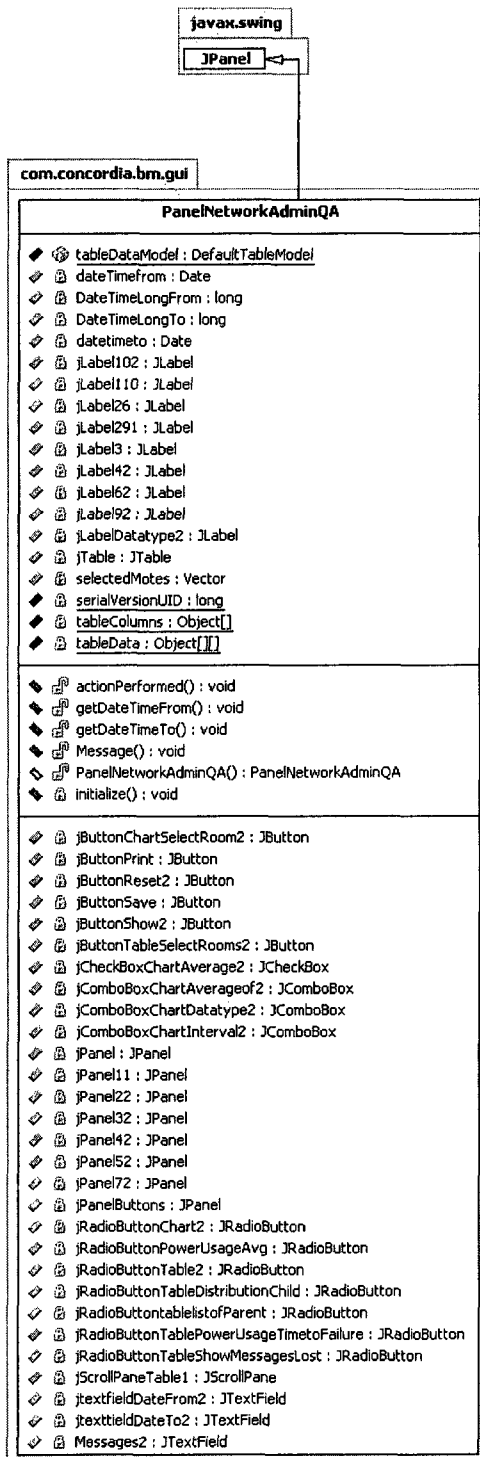 javax.swing
JPanel
com.concordia.bm.gui
PanelNetworkAdminQA
tableDataModel : DefaultTableModel
dateTimefrom : Date
DateTimeLongFrom : long
DateTimeLongTo : long
datetimeto : Date
jLabel102 : JLabel
jLabel110 : JLabel
jLabel26 : JLabel
jLabel291 : JLabel
jLabel3 : JLabel
jLabel42 : JLabel
jLabel62 : JLabel
jLabel92 : JLabel
jLabelDatatype2 : JLabel
jTable : JTable
selectedMotes : Vector
serialVersionUID : long
tableColumns : Object[]
tableData : Object[][]
actionPerformed() : void
getDateTimeFrom() : void
getDateTimeTo() : void
Message() : void
PanelNetworkAdminQA() : PanelNetworkAdminQA
initialize() : void
jButtonChartSelectRoom2 : JButton
jButtonPrint : JButton
jButtonReset2 : JButton
jButtonSave : JButton
jButtonShow2 : JButton
jButtonTableSelectRooms2 : JButton
jCheckBoxChartAverage2 : JCheckBox
jComboBoxChartAverageof2 : JComboBox
jComboBoxChartDatatype2 : JComboBox
jComboBoxChartInterval2 : JComboBox
jPanel : JPanel
jPanel11 : JPanel
jPanel22 : JPanel
jPanel32 : JPanel
jPanel42 : JPanel
jPanel52 : JPanel
jPanel72 : JPanel
jPanelButtons : JPanel
jRadioButtonChart2 : JRadioButton
jRadioButtonPowerUsageAvg : JRadioButton
jRadioButtonTable2 : JRadioButton
jRadioButtonTableDistributionChild : JRadioButton
jRadioButtontablelistofParent : JRadioButton
jRadioButtonTablePowerUsageTimetoFailure : JRadioButton
jRadioButtonTableShowMessagesLost : JRadioButton
jScrollPaneTable1 : JScrollPane
jtextfieldDateFrom2 : JTextField
jtexttieldDateTo2 : JTextField
Messages2 : JTextField